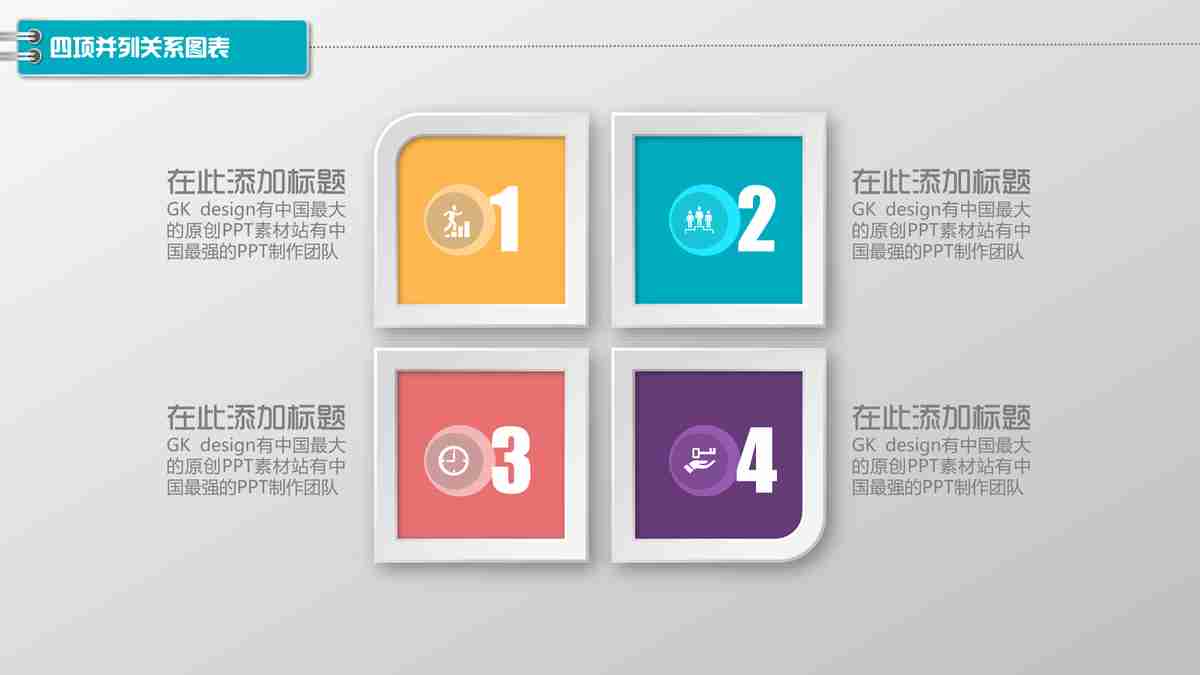 四项并列关系图表
在此添加标题
GK design有中国最大
的原创PPT素材站有中
国最强的PPT制作团队
1
2
在此添加标题
GK design有中国最大
的原创PPT素材站有中
国最强的PPT制作团队
在此添加标题
GK design有中国最大
的原创PPT素材站有中
国最强的PPT制作团队
3
4
在此添加标题
GK design有中国最大
的原创PPT素材站有中
国最强的PPT制作团队